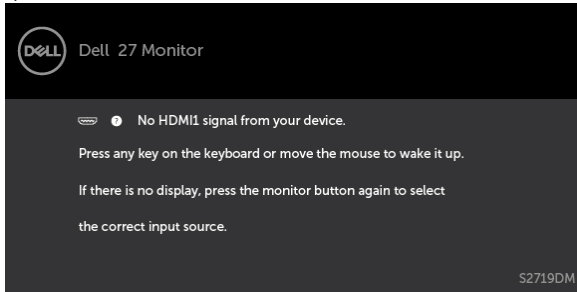 DELL
Dell 27 Monitor
? No HDMI1 signal from your device.
Press any key on the keyboard or move the mouse to wake it up.
If there is no display, press the monitor button again to select
the correct input source.
S2719DM